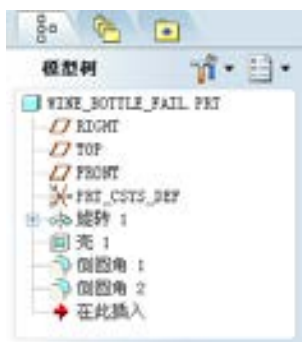 模型树
WINE_BOTTLE_FAIL.PRT
RIGHT
TOP
FRONT
PRT_CSYS_DEF
旋转 1
壳 1
倒圆角 1
倒圆角 2
在此插入